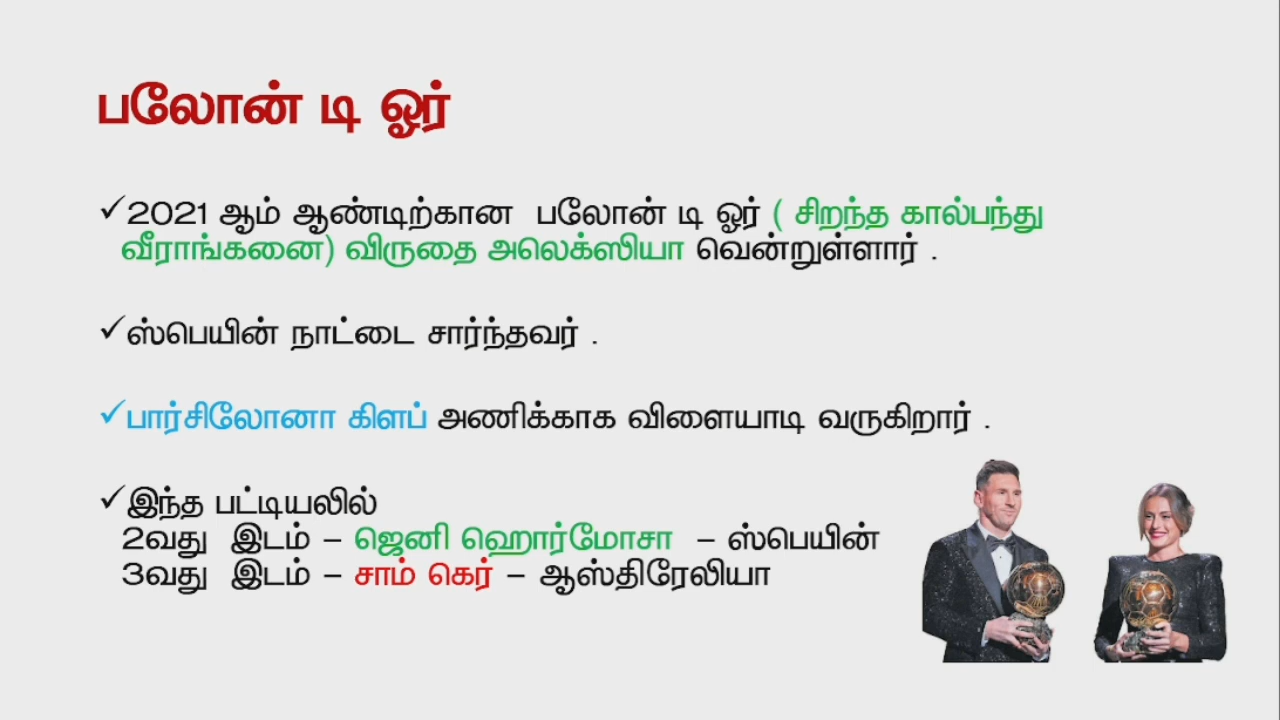 பலோன் டி ஓர்
✓2021 ஆம் ஆண்டிற்கான பலோன் டி ஓர் ( சிறந்த கால்பந்து
வீராங்கனை) விருதை அலெக்ஸியா வென்றுள்ளார் .
✓ஸ்பெயின் நாட்டை சார்ந்தவர் .
✓பார்சிலோனா கிளப் அணிக்காக விளையாடி வருகிறார் .
✓இந்த பட்டியலில்
2வது இடம் – ஜெனி ஹொர்மோசா – ஸ்பெயின்
3வது இடம் – சாம் கெர் – ஆஸ்திரேலியா